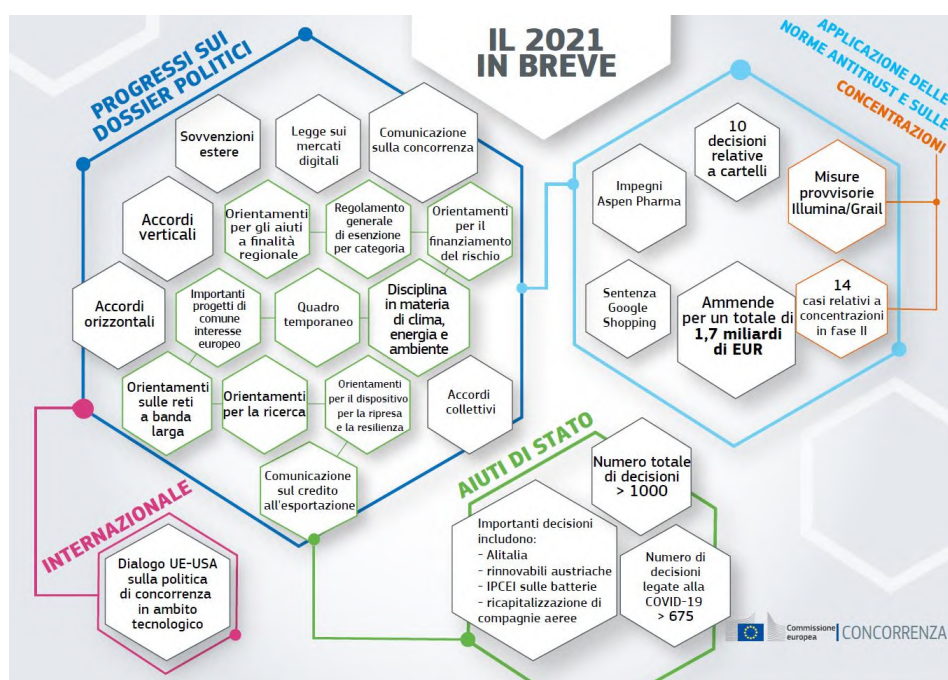 IL 2021
IN BREVE
PROGRESSI SUI
DOSSIER POLITICI
Sovvenzioni
estere
Legge sui
mercati
digitali
Comunicazione
sulla concorrenza
Accordi
verticali
Orientamenti
per gli aiuti
a finalità
regionale
Regolamento
generale
di esenzione
per categoria
Orientamenti
per il
finanziamento
del rischio
Accordi
orizzontali
Importanti
progetti di
comune
interesse
europeo
Quadro
temporaneo
Disciplina
in materia
di clima,
energia e
ambiente
Orientamenti
sulle reti
a banda
larga
Orientamenti
per la ricerca
Orientamenti
per il dispositivo
per la ripresa
e la resilienza
Accordi
collettivi
Comunicazione
sul credito
all'esportazione
APPLICAZIONE DELLE
NORME ANTITRUST E SULLE
CONCENTRAZIONI
10
decisioni
relative
a cartelli
Impegni
Aspen Pharma
Misure
provvisorie
Illumina/Grail
Sentenza
Google
Shopping
Ammende
per un totale di
1,7 miliardi
di EUR
14
casi relativi a
concentrazioni
in fase II
INTERNAZIONALE
Dialogo UE-USA
sulla politica
di concorrenza
in ambito
tecnologico
AIUTI DI STATO
Numero totale
di decisioni
> 1000
Importanti decisioni
includono:
- Alitalia
- rinnovabili austriache
- IPCEI sulle batterie
- ricapitalizzazione di
compagnie aeree
Numero di
decisioni
legate alla
COVID-19
> 675
Commissione
europea
CONCORRENZA